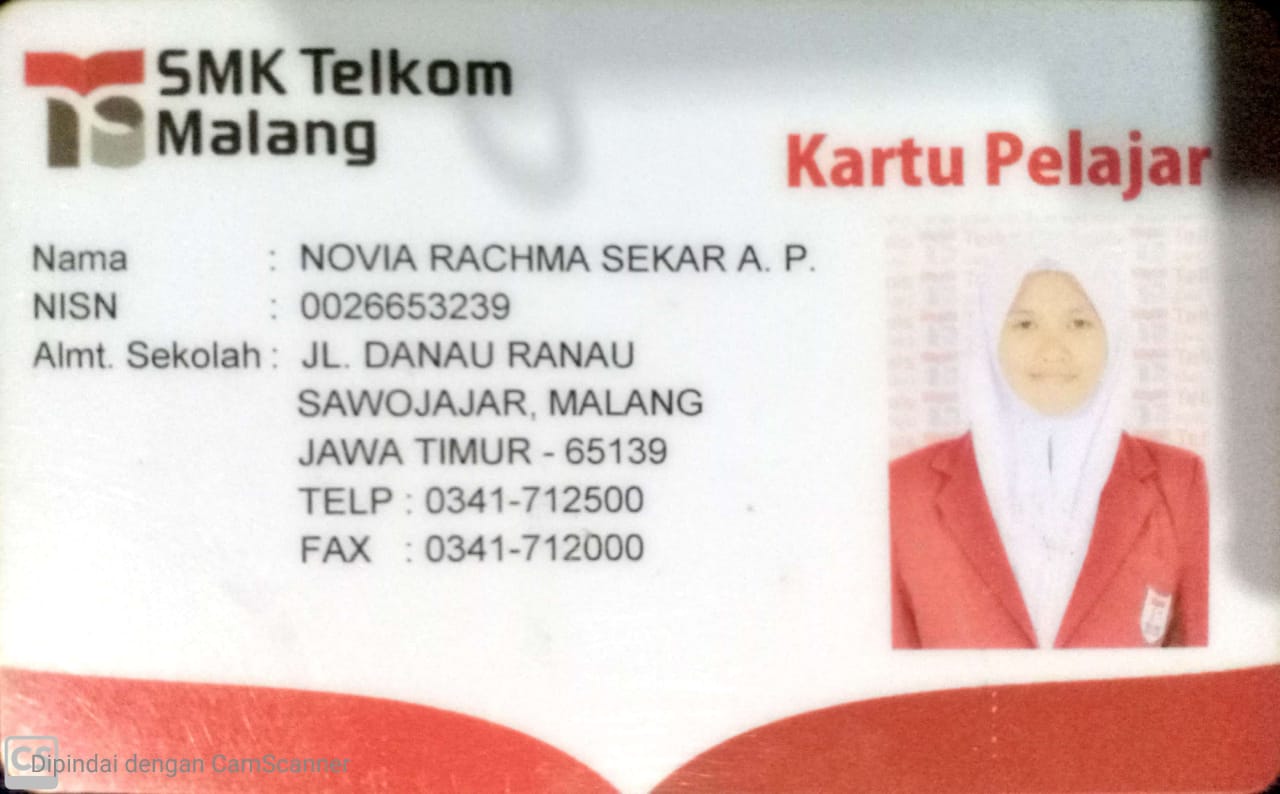 SMK Telkom
Malang
Kartu Pelajar
Nama : NOVIA RACHMA SEKAR A. P.
NISN : 0026653239
Almt. Sekolah : JL. DANAU RANAU
SAWOJAJAR, MALANG
JAWA TIMUR - 65139
TELP : 0341-712500
FAX : 0341-712000
CS Dipindai dengan CamScanner